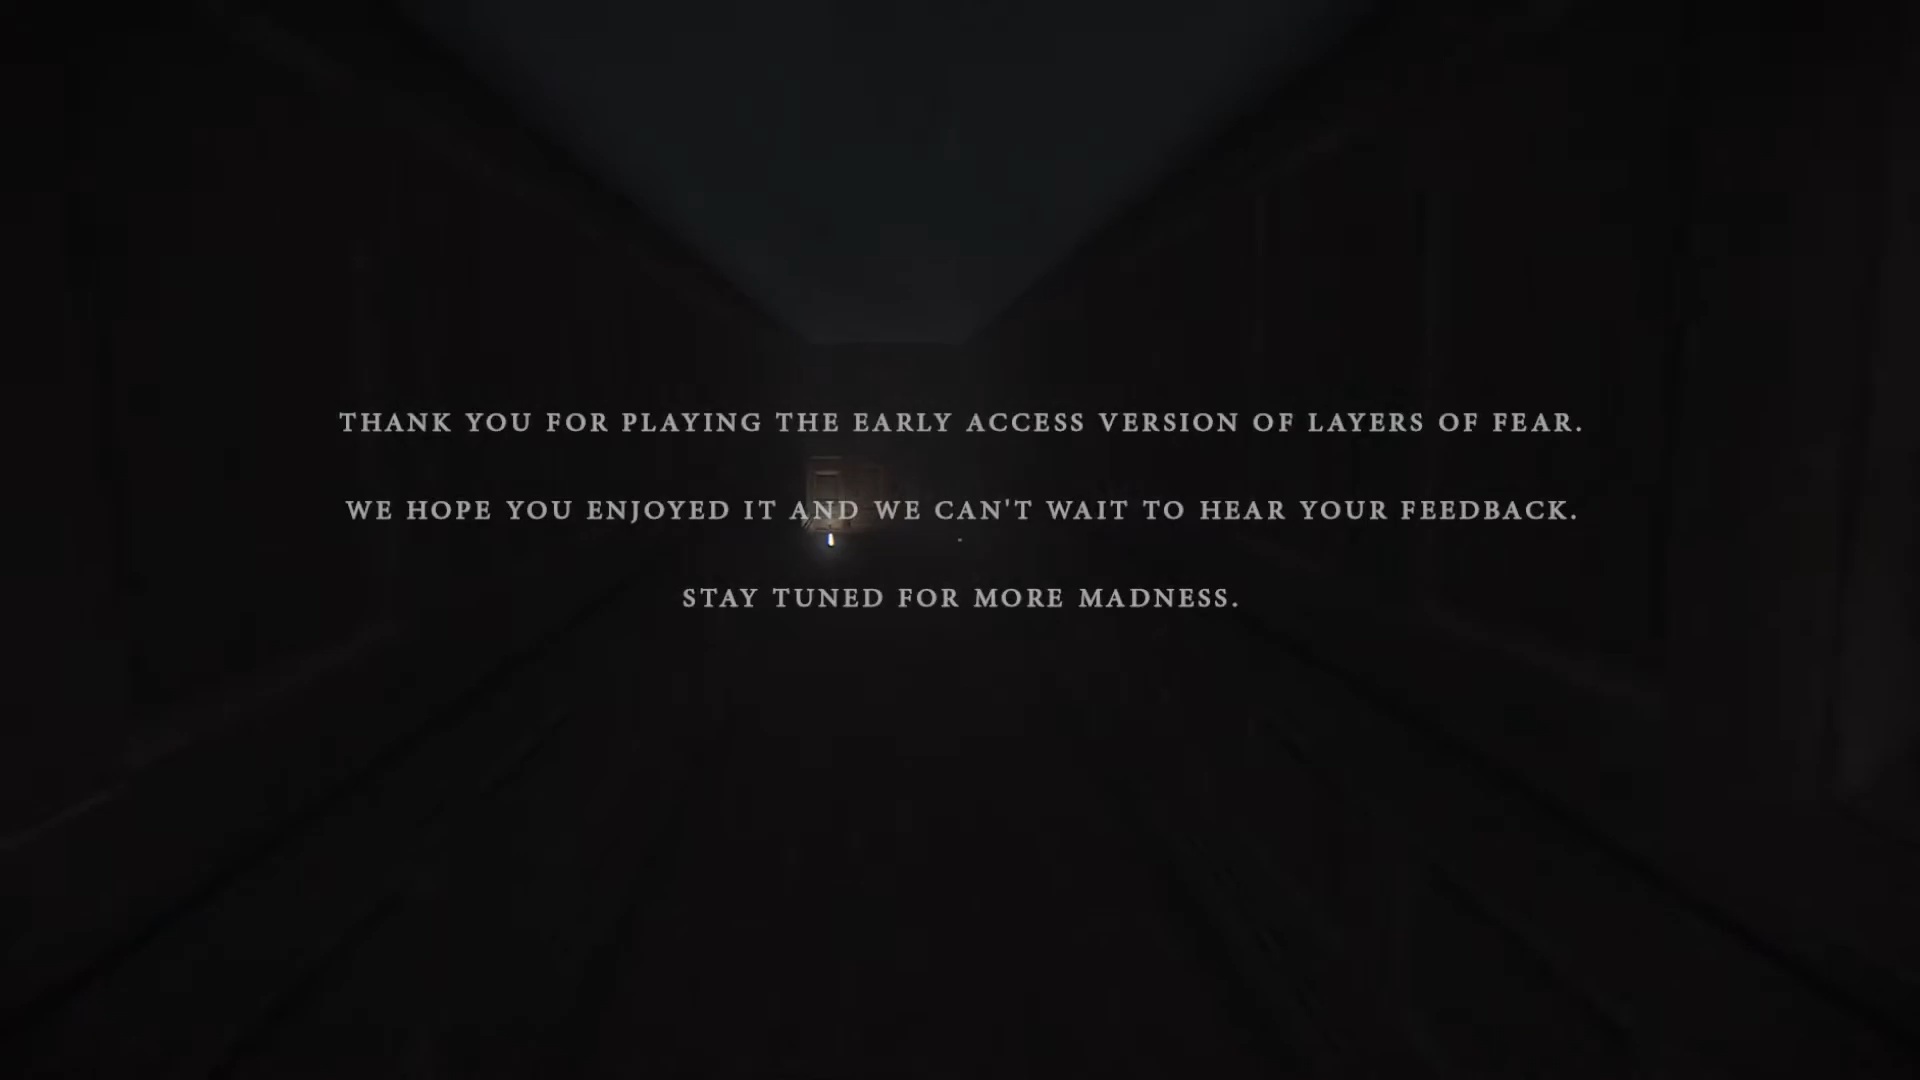 THANK YOU FOR PLAYING THE EARLY ACCESS VERSION OF LAYERS OF FEAR.
WE HOPE YOU ENJOYED IT AND WE CAN'T WAIT TO HEAR YOUR FEEDBACK.
STAY TUNED FOR MORE MADNESS.